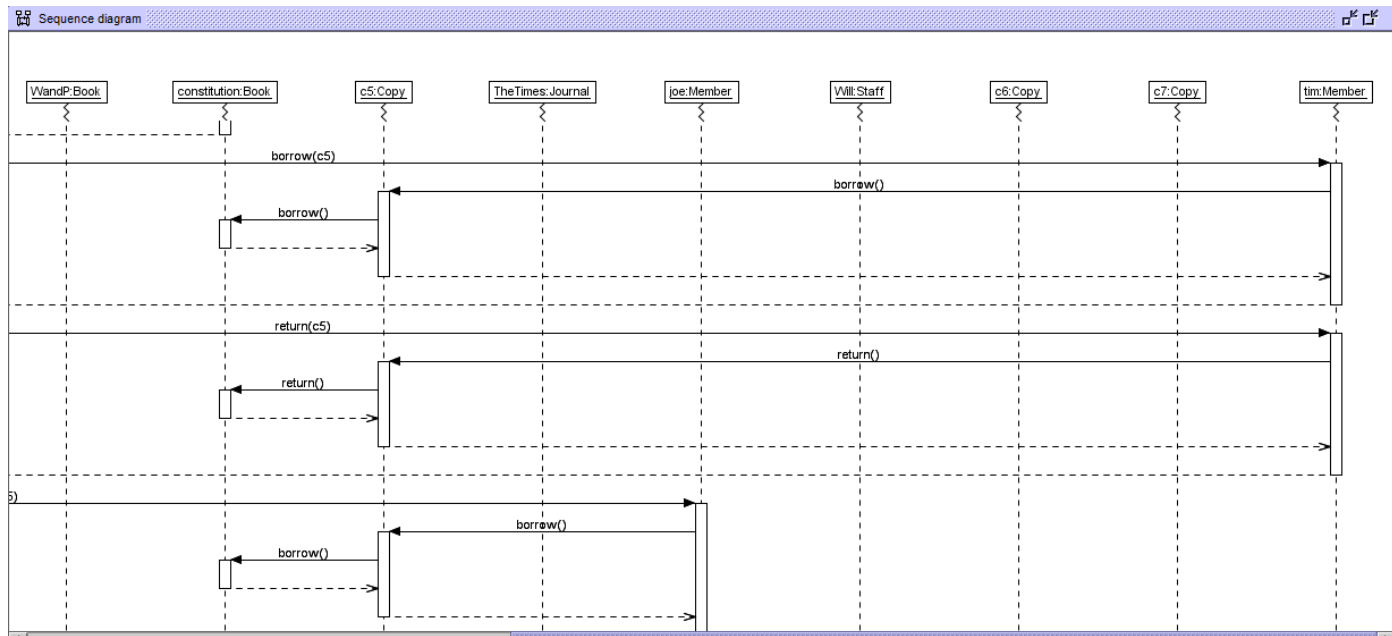 Sequence diagram
WandP:Book constitution:Book c5:Copy TheTimes:Journal joe:Member Will:Staff c6:Copy c7:Copy tim:Member
borrow(c5)
borrow()
borrow()
return(c5)
return()
return()
5)
borrow()
borrow()